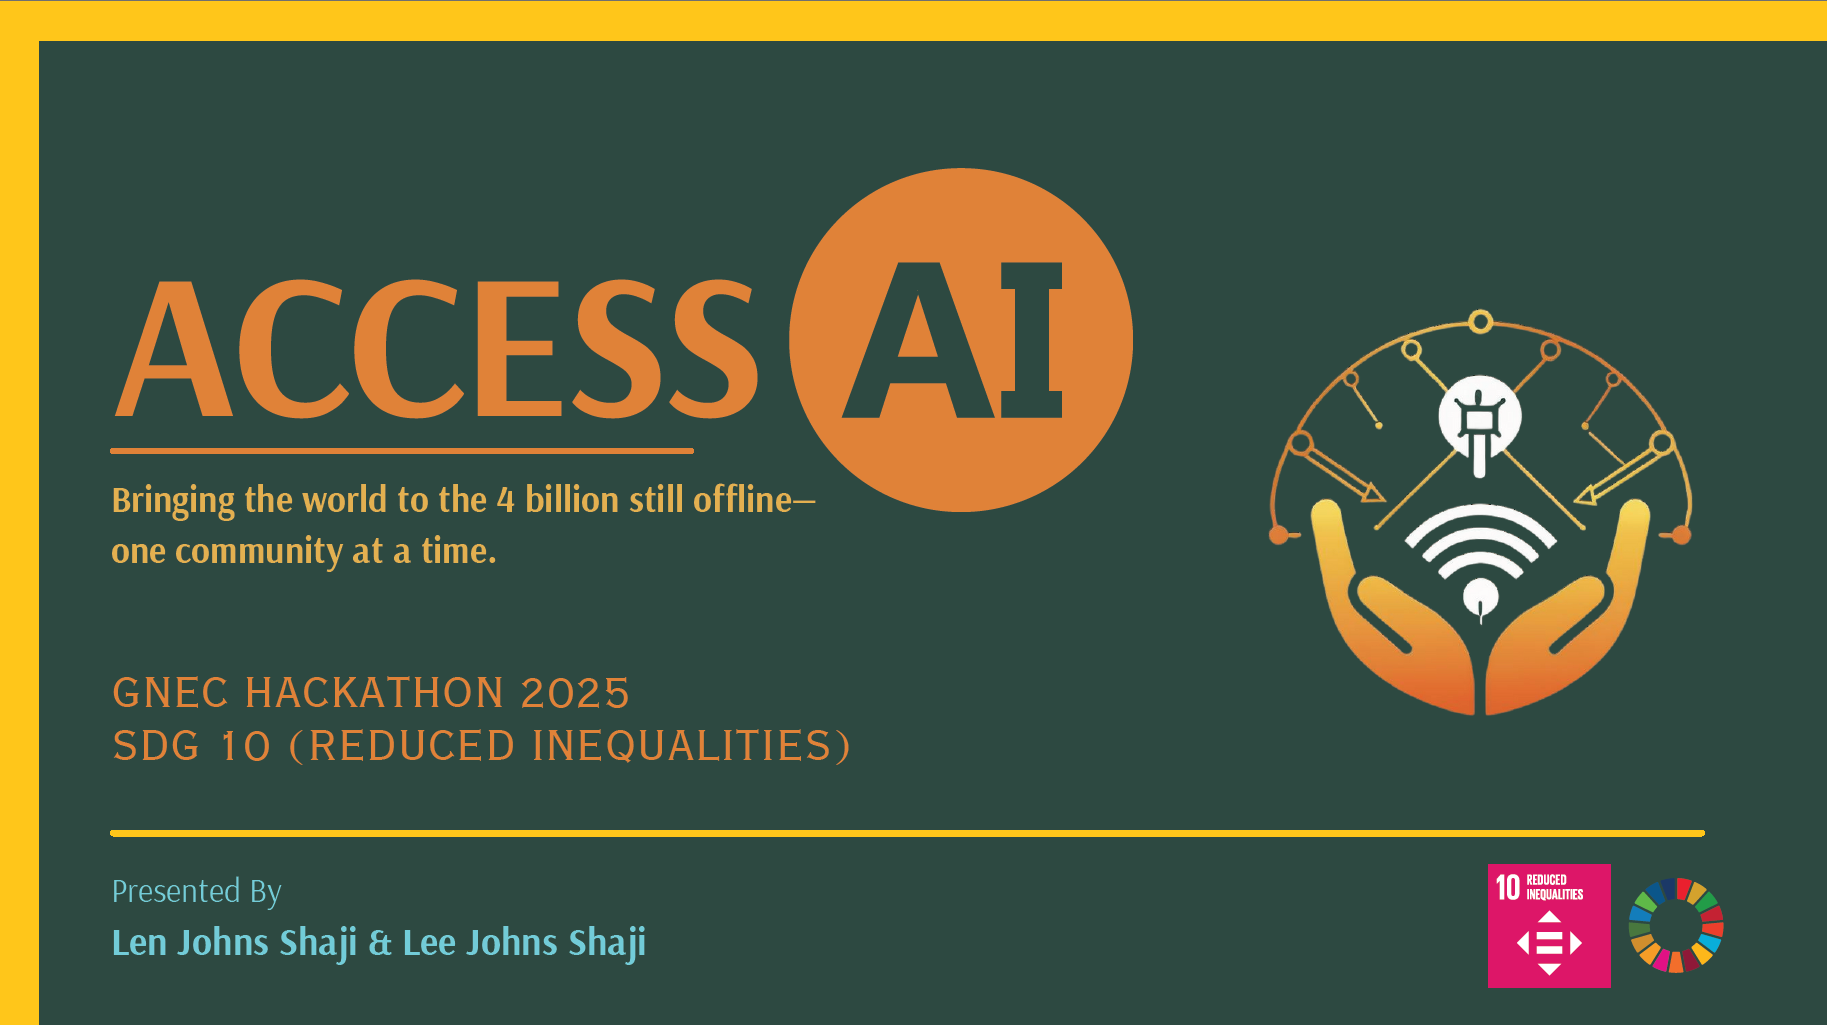 ACCESS AI
Bringing the world to the 4 billion still offline—
one community at a time.
GNEC HACKATHON 2025
SDG 10 (REDUCED INEQUALITIES)
Presented By
Len Johns Shaji & Lee Johns Shaji
10 REDUCED
INEQUALITIES